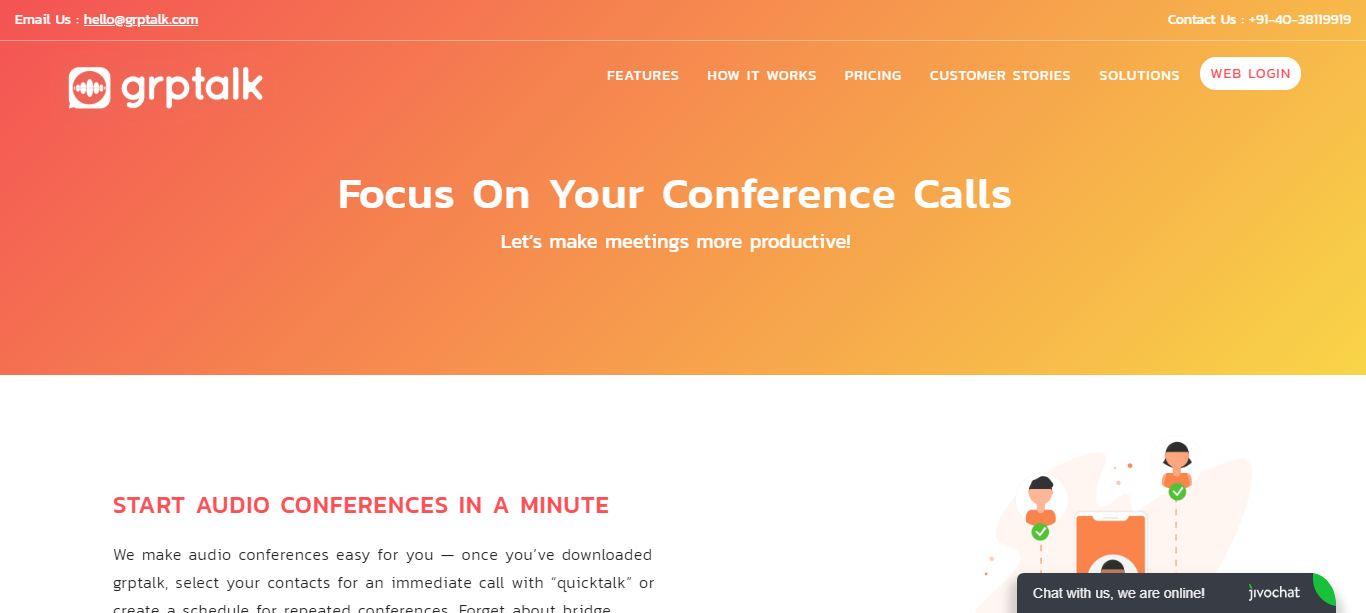 Email Us : hello@grptalk.com
Contact Us : +91-40-38119919
grptalk
FEATURES HOW IT WORKS PRICING CUSTOMER STORIES SOLUTIONS WEB LOGIN
Focus On Your Conference Calls
Let's make meetings more productive!
START AUDIO CONFERENCES IN A MINUTE
We make audio conferences easy for you — once you've downloaded
grptalk, select your contacts for an immediate call with “quicktalk” or
create a schedule for repeated conferences. Forget about bridge
Chat with us, we are online! jivochat